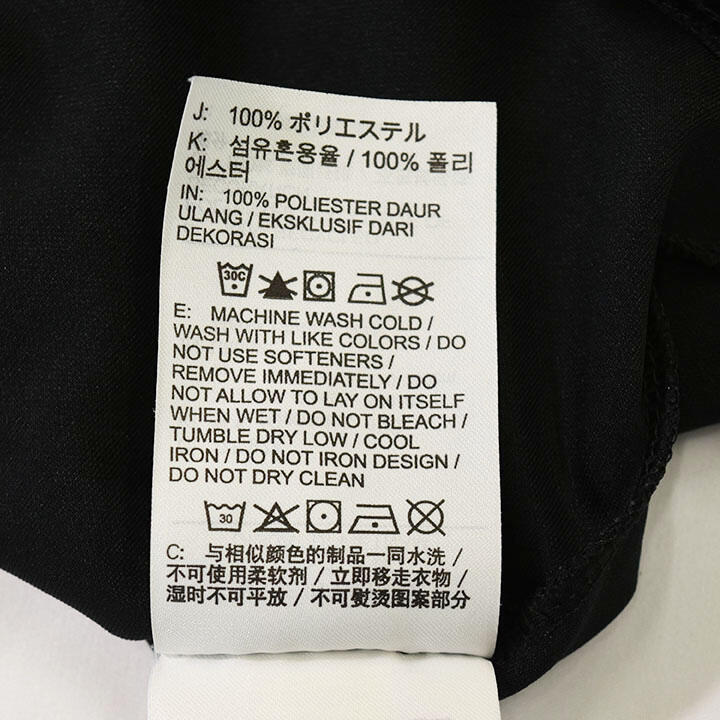 J: 100% ポリエステル
K: 섬유혼용율 / 100% 폴리
에스터
IN: 100% POLIESTER DAUR
ULANG / EKSKLUSIF DARI
DEKORASI
30C
E: MACHINE WASH COLD /
WASH WITH LIKE COLORS / DO
NOT USE SOFTENERS /
REMOVE IMMEDIATELY / DO
NOT ALLOW TO LAY ON ITSELF
WHEN WET / DO NOT BLEACH /
TUMBLE DRY LOW / COOL
IRON / DO NOT IRON DESIGN /
DO NOT DRY CLEAN
30
C: 与相似颜色的制品一同水洗 /
不可使用柔软剂 / 立即移走衣物 /
湿时不可平放 / 不可熨烫图案部分